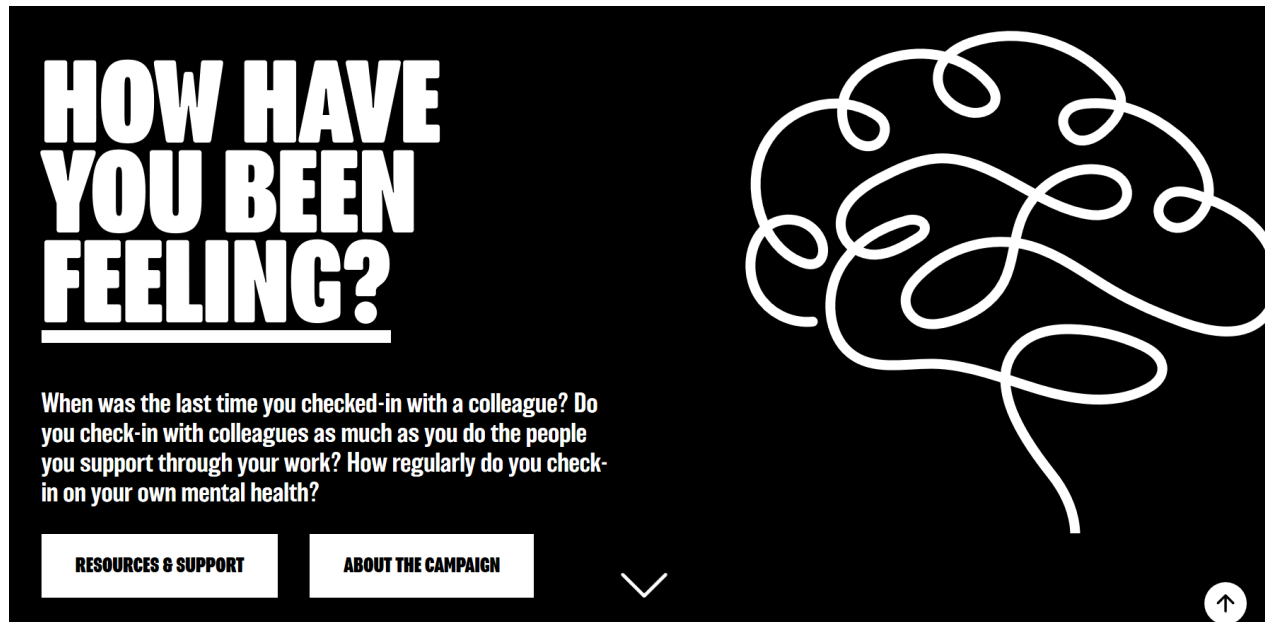 HOW HAVE
YOU BEEN
FEELING?
When was the last time you checked-in with a colleague? Do
you check-in with colleagues as much as you do the people
you support through your work? How regularly do you check-
in on your own mental health?
RESOURCES & SUPPORT
ABOUT THE CAMPAIGN